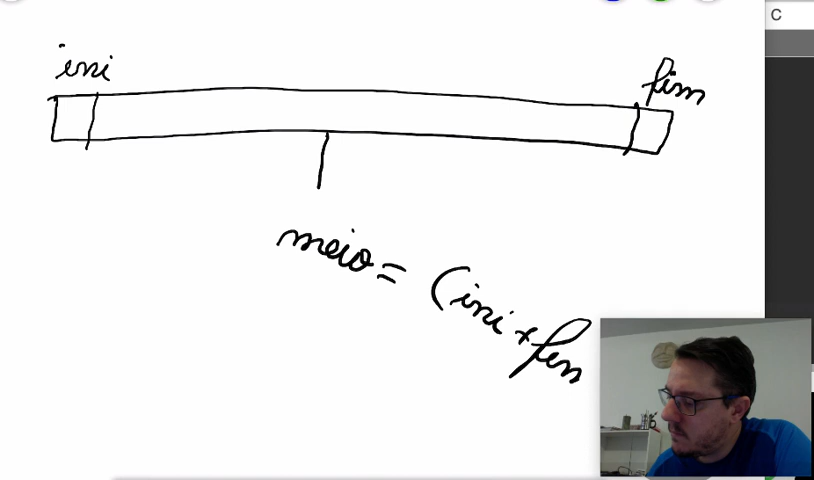 C
ini
fim
meio = (ini + fim